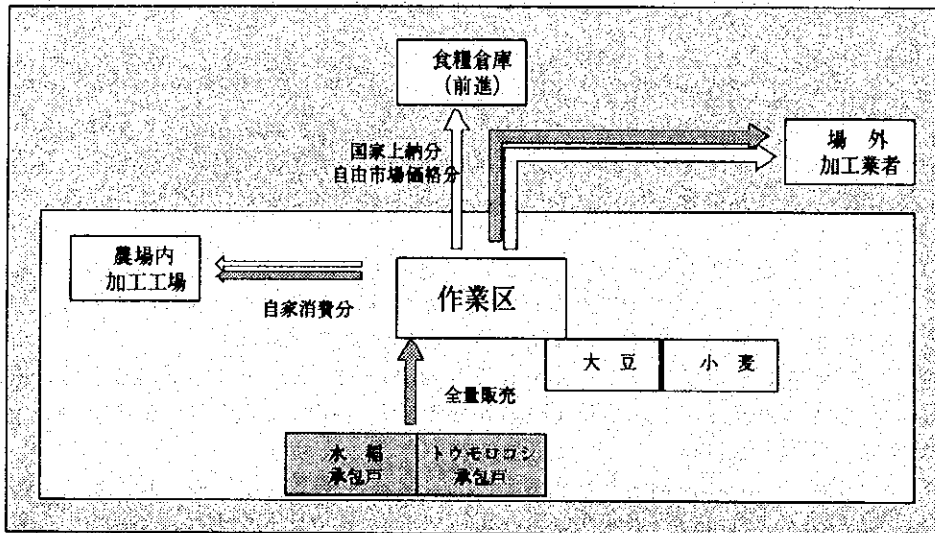 食糧倉庫
(前進)
国家上納分
自由市場価格分
場 外
加工業者
農場内
加工工場
自家消費分
作業区
大 豆
小 麦
全量販売
水 稲
承包戸
トウモロコシ
承包戸